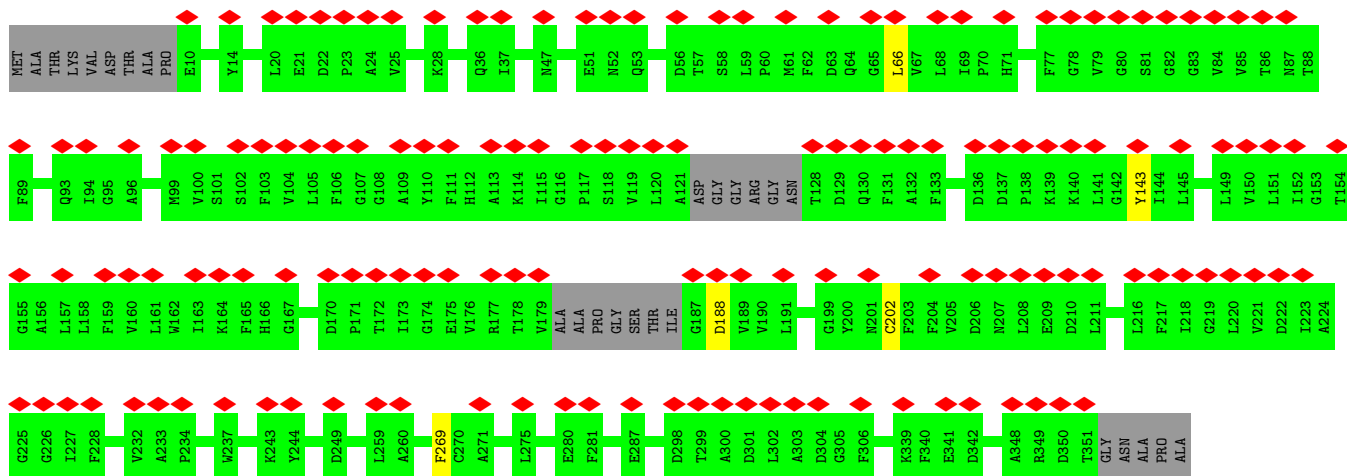 MET ALA THR LYS VAL ASP THR ALA PRO E10 Y14 L20 E21 D22 P23 A24 V25 K28 Q36 I37 N47 E51 N52 Q53 D56 T57 S58 L59 P60 M61 F62 D63 Q64 G65 L66 V67 L68 I69 P70 H71 F77 G78 V79 G80 S81 G82 G83 V84 V85 T86 N87 T88
F89 Q93 I94 G95 A96 M99 V100 S101 S102 F103 V104 L105 F106 G107 G108 A109 Y110 F111 H112 A113 K114 I115 G116 P117 S118 V119 L120 A121 ASP GLY GLY ARG GLY ASN T128 D129 Q130 F131 A132 F133 D136 D137 P138 K139 K140 L141 G142 Y143 I144 L145 L149 V150 L151 I152 G153 T154
G155 A156 L157 L158 F159 V160 L161 W162 I163 K164 F165 H166 G167 D170 P171 T172 I173 G174 E175 V176 R177 T178 V179 ALA ALA PRO GLY SER THR ILE G187 D188 V189 V190 L191 G199 Y200 N201 C202 F203 F204 V205 D206 N207 L208 E209 D210 L211 L216 F217 I218 G219 L220 V221 D222 I223 A224
G225 G226 I227 F228 V232 A233 P234 W237 K243 Y244 D249 L259 A260 F269 G270 A271 L275 E280 F281 E287 D298 T299 A300 D301 L302 A303 D304 G305 F306 K339 F340 E341 D342 A348 R349 D350 T351 GLY ASN ALA PRO ALA